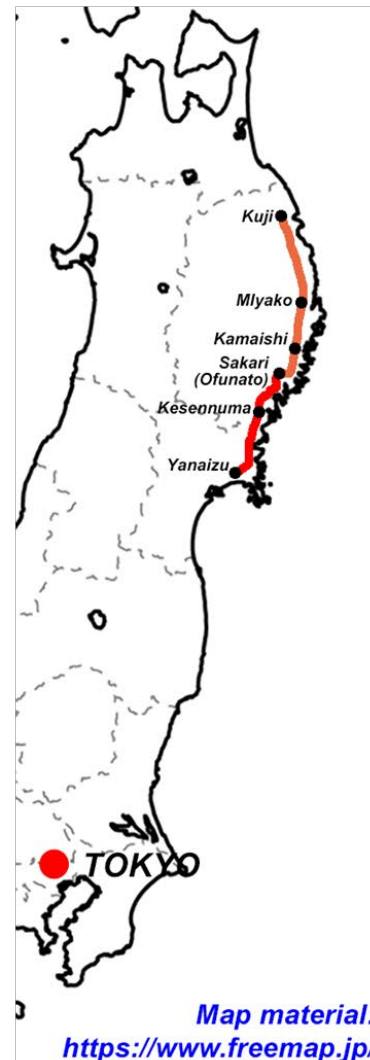 Kuji
MIyako
Kamaishi
Sakari
(Ofunato)
Kesennuma
Yanaizu
TOKYO
Map material:
https://www.freemap.jp/